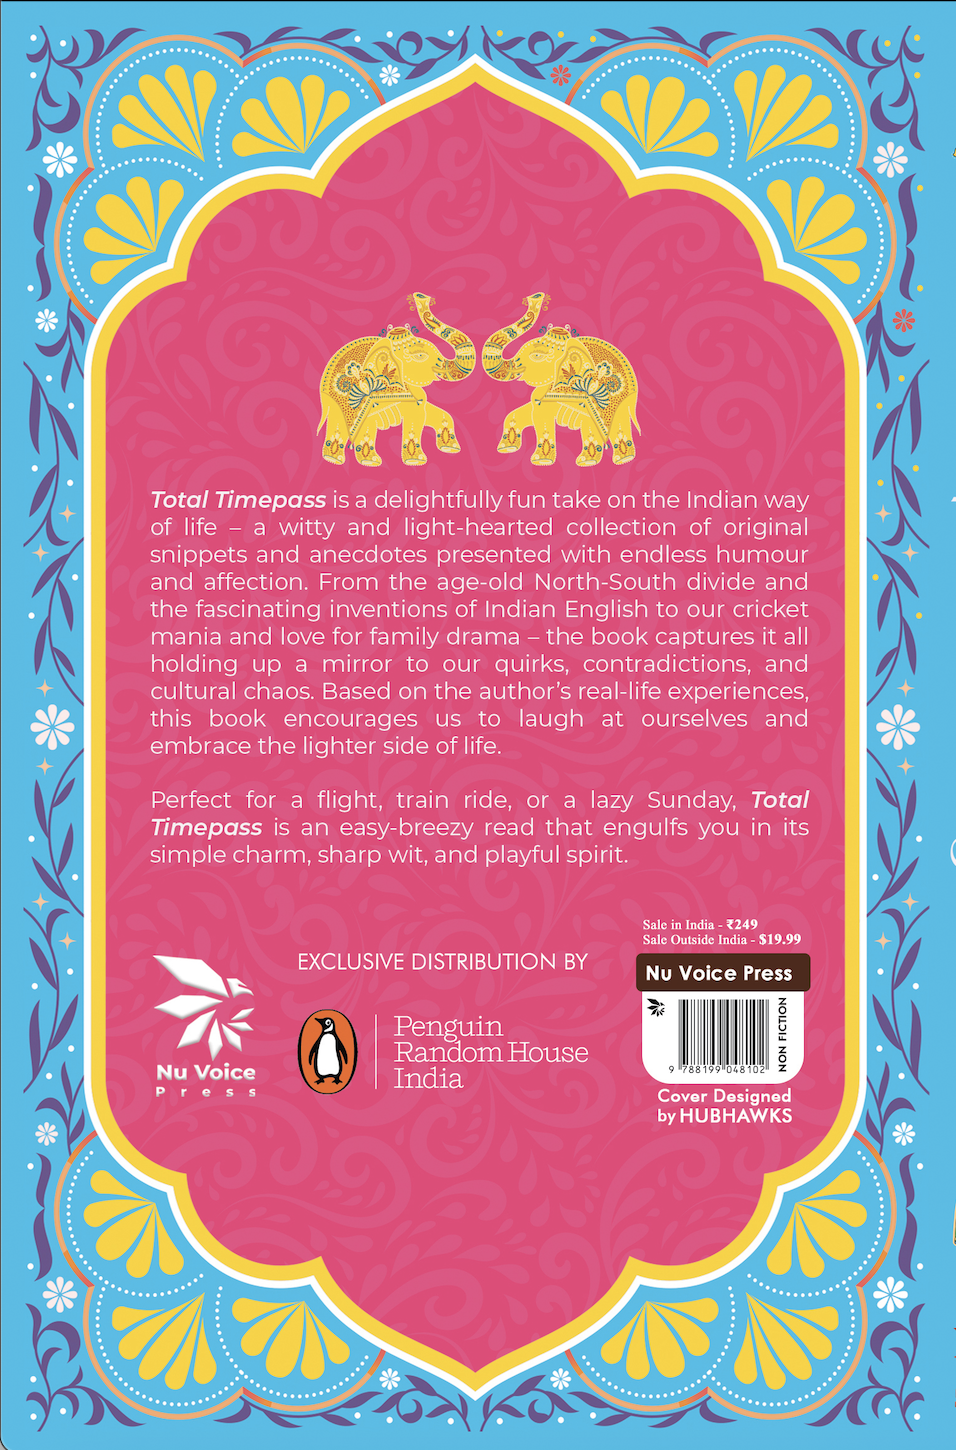 Total Timepass is a delightfully fun take on the Indian way
of life – a witty and light-hearted collection of original
snippets and anecdotes presented with endless humour
and affection. From the age-old North-South divide and
the fascinating inventions of Indian English to our cricket
mania and love for family drama – the book captures it all
holding up a mirror to our quirks, contradictions, and
cultural chaos. Based on the author’s real-life experiences,
this book encourages us to laugh at ourselves and
embrace the lighter side of life.
Perfect for a flight, train ride, or a lazy Sunday, Total
Timepass is an easy-breezy read that engulfs you in its
simple charm, sharp wit, and playful spirit.
Nu Voice
Press
EXCLUSIVE DISTRIBUTION BY
Penguin
Random House
India
Sale in India - ₹249
Sale Outside India - $19.99
Nu Voice Press
NON FICTION
9 788199 048102
Cover Designed
by HUBHAWKS